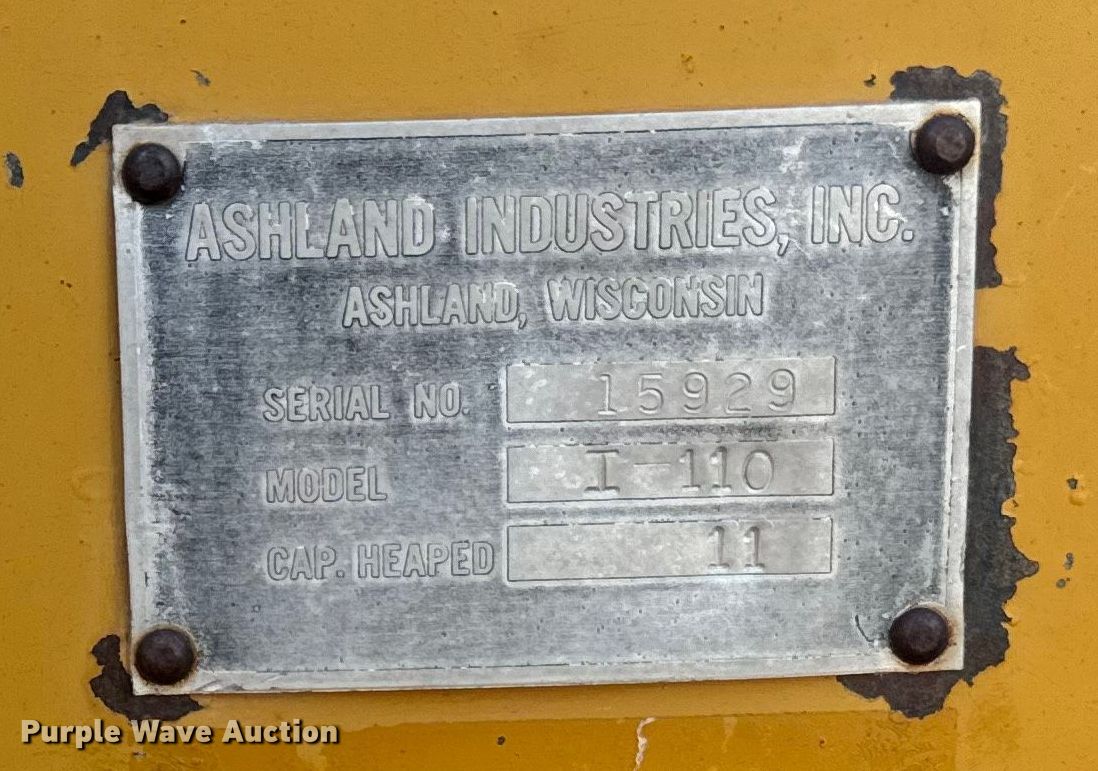 ASHLAND INDUSTRIES, INC.
ASHLAND, WISCONSIN
SERIAL NO. 15929
MODEL I-110
CAP. HEAPED 11
Purple Wave Auction